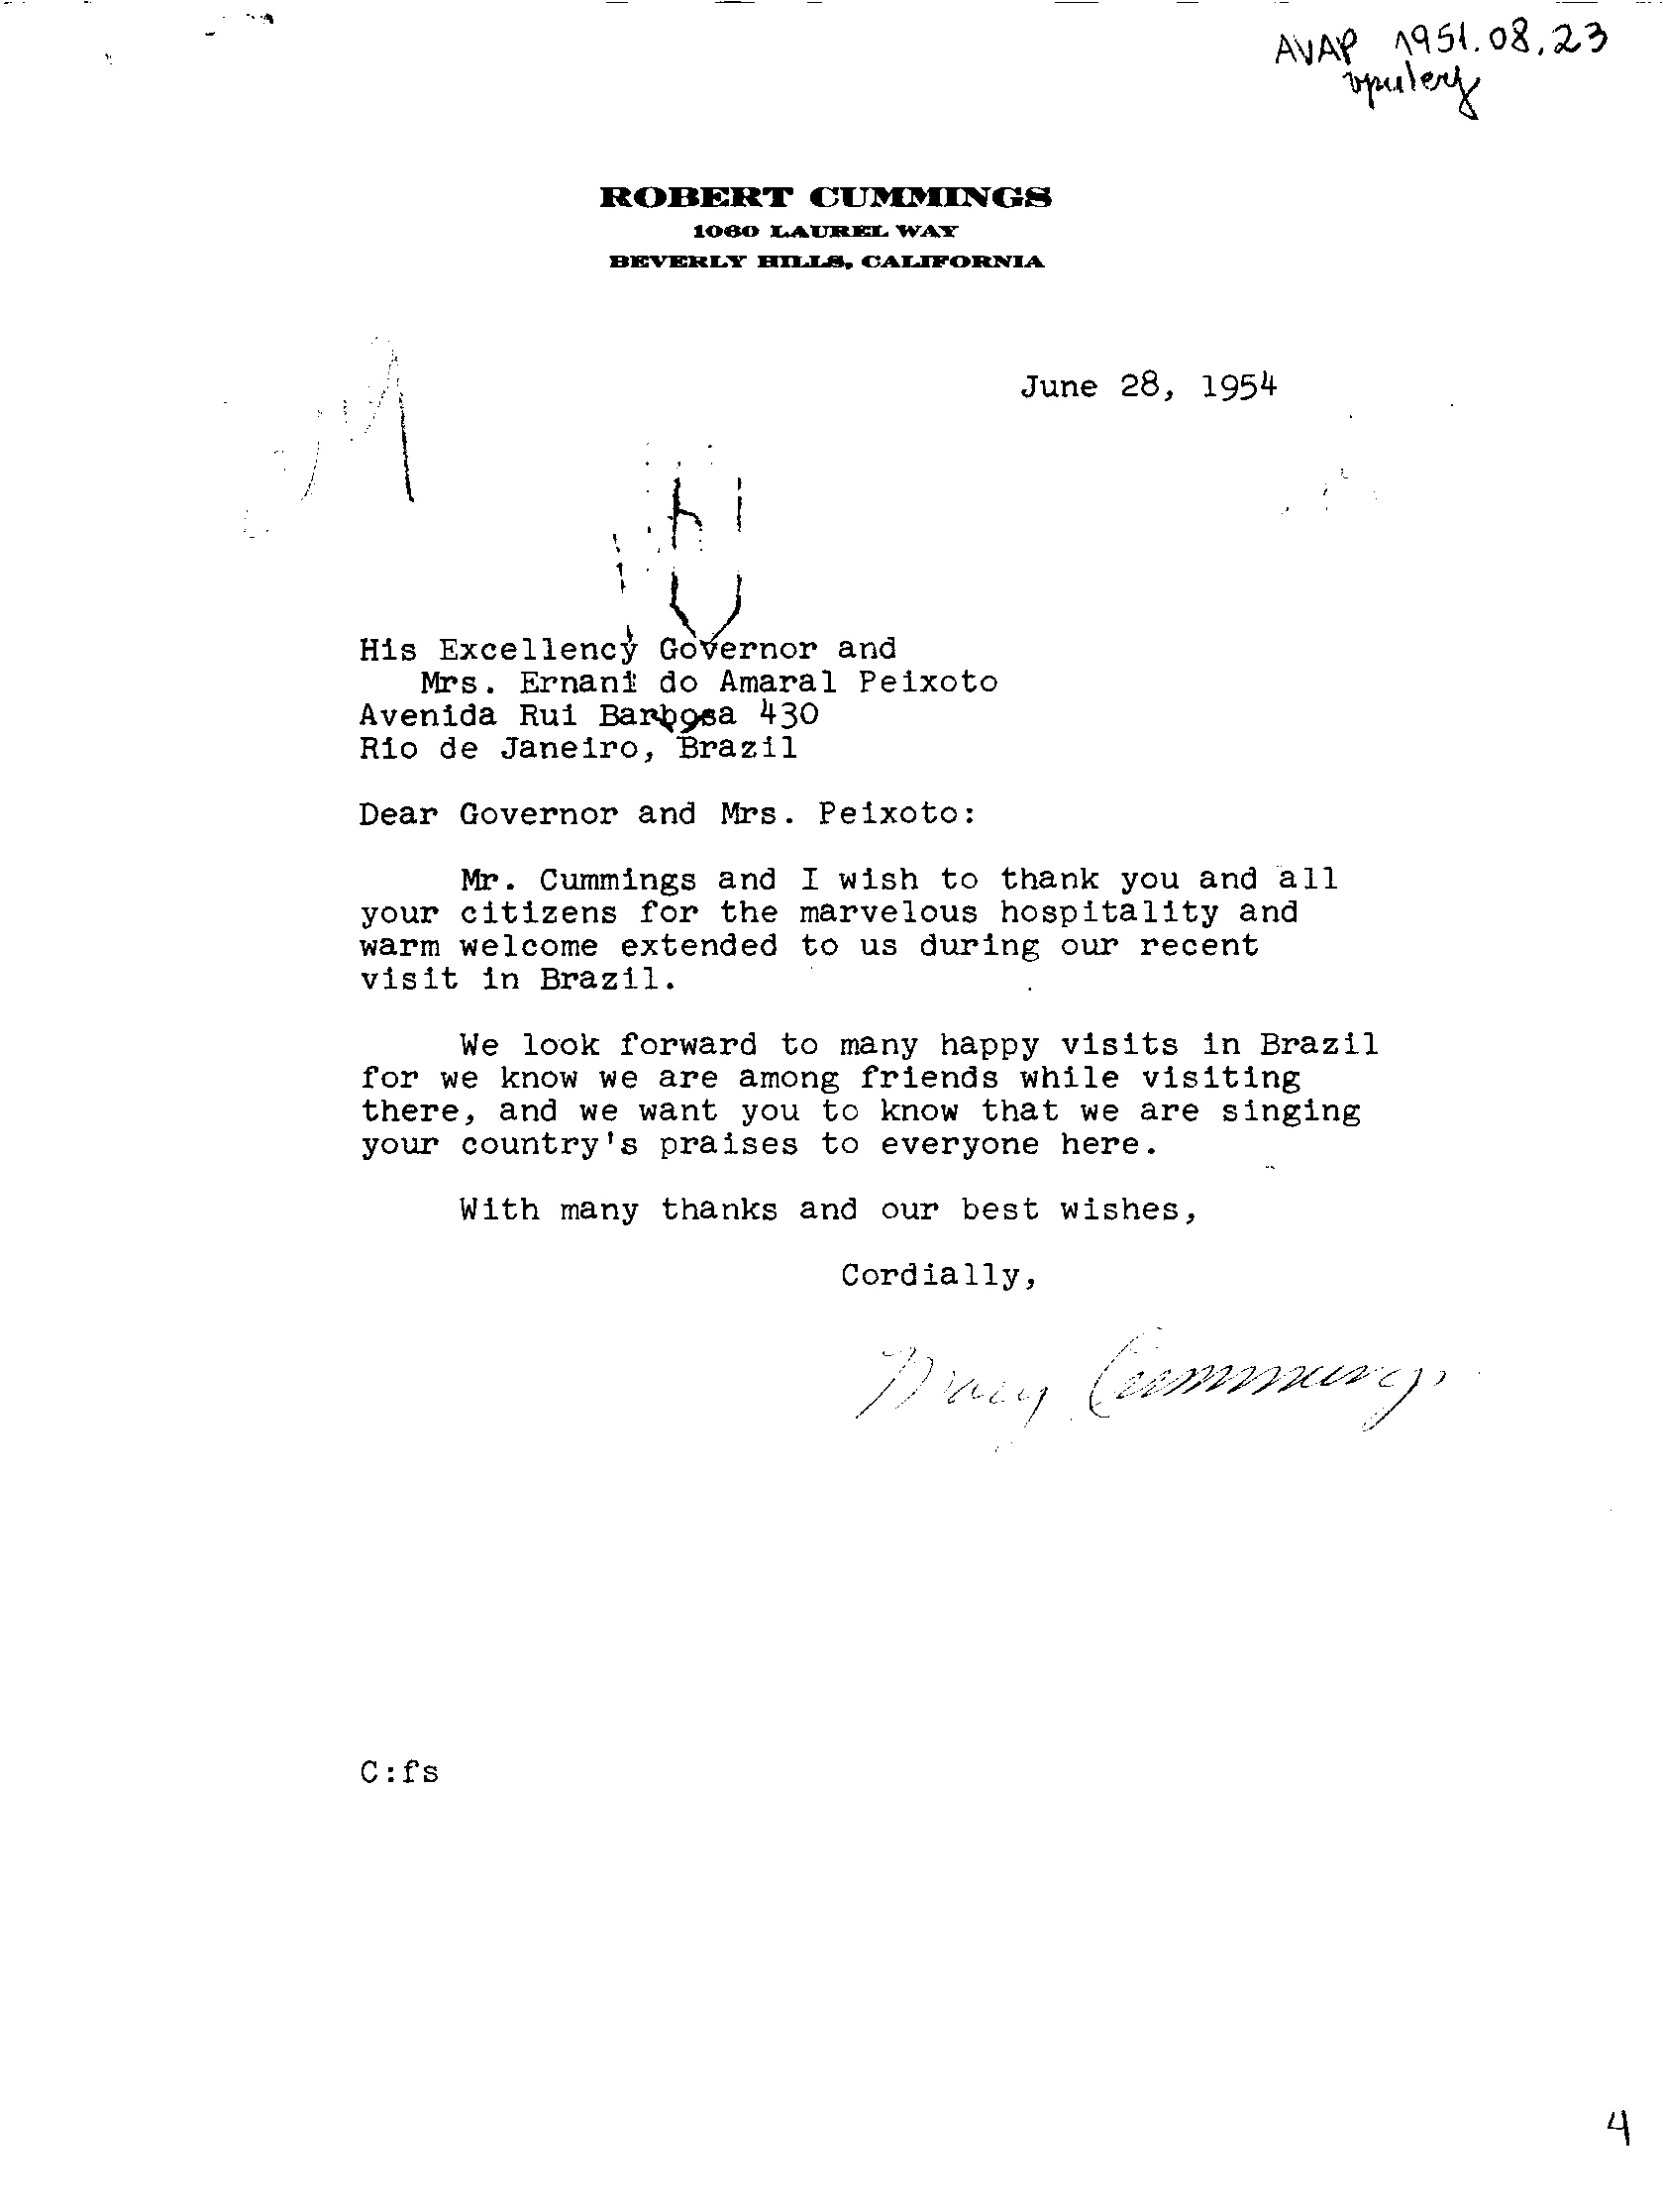 AVAP 1951.08.23
ROBERT CUMMINGS
1060 LAUREL WAY
BEVERLY HILLS, CALIFORNIA
June 28, 1954
His Excellency Governor and
Mrs. Ernani do Amaral Peixoto
Avenida Rui Barbosa 430
Rio de Janeiro, Brazil
Dear Governor and Mrs. Peixoto:
Mr. Cummings and I wish to thank you and all
your citizens for the marvelous hospitality and
warm welcome extended to us during our recent
visit in Brazil.
We look forward to many happy visits in Brazil
for we know we are among friends while visiting
there, and we want you to know that we are singing
your country's praises to everyone here.
With many thanks and our best wishes,
Cordially,
Mary Cummings
C:fs
4